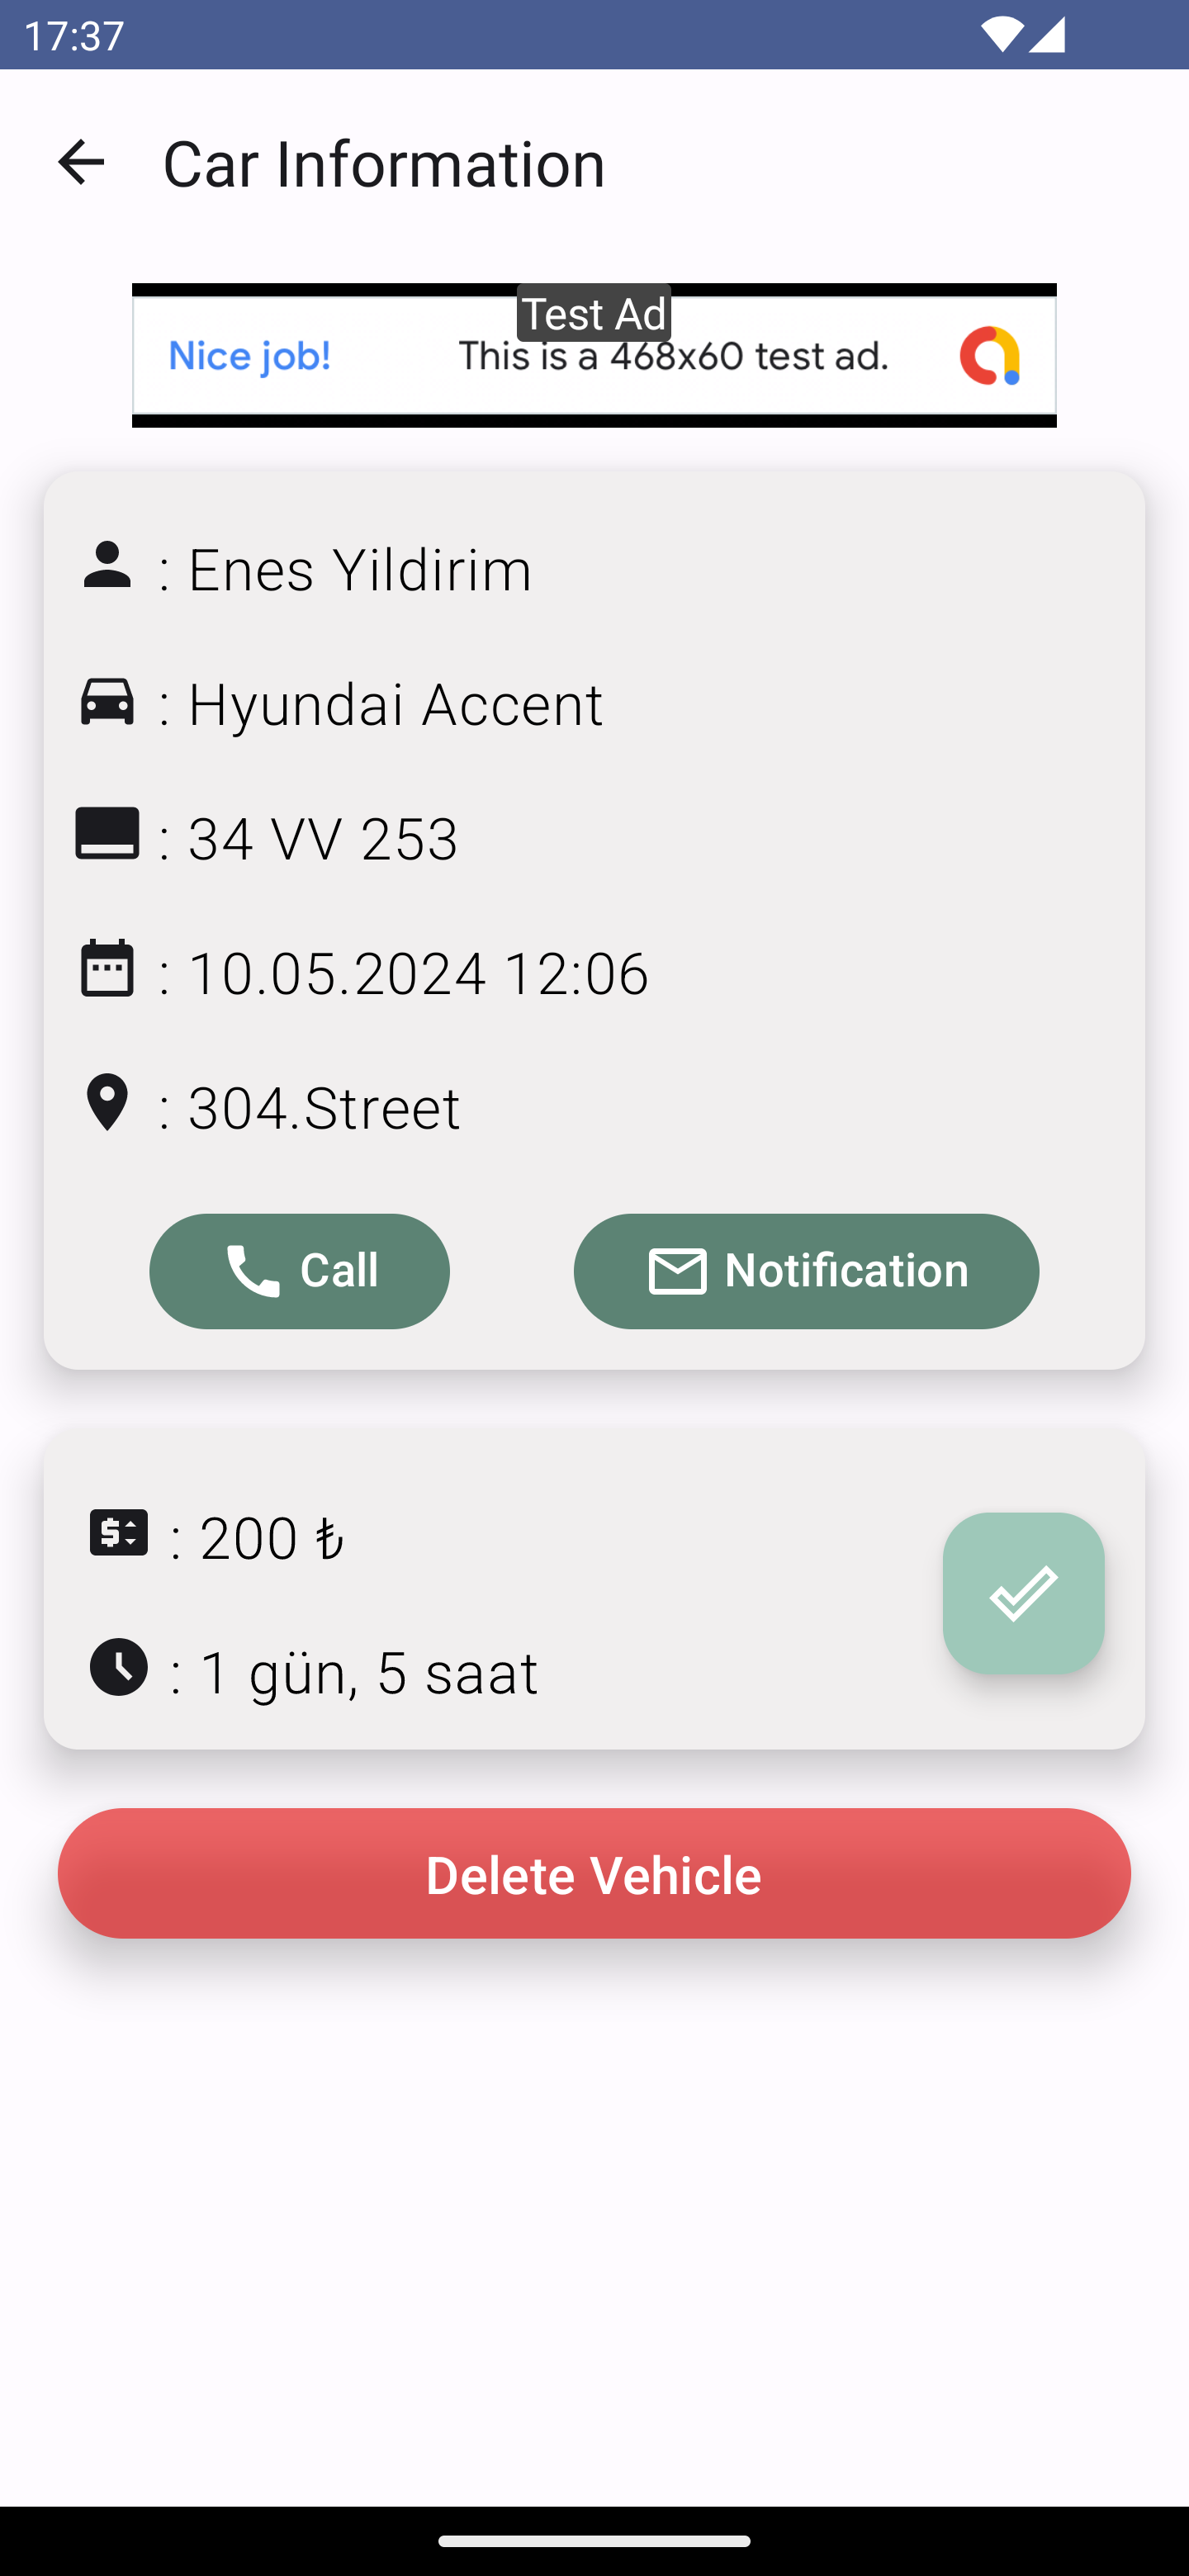 17:37
Car Information
Test Ad
Nice job! This is a 468x60 test ad.
: Enes Yildirim
: Hyundai Accent
: 34 VV 253
: 10.05.2024 12:06
: 304.Street
Call Notification
: 200 ₺
: 1 gün, 5 saat
Delete Vehicle